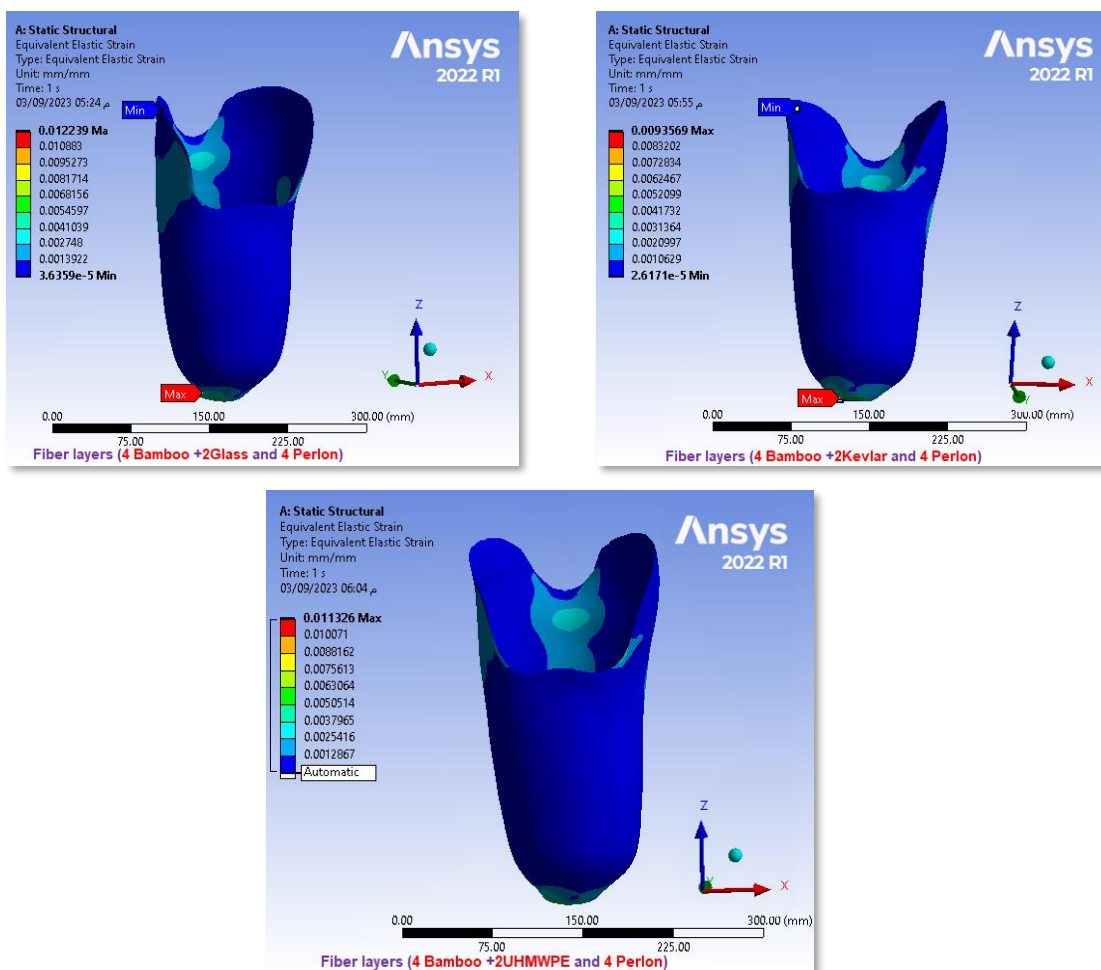 A: Static Structural
Equivalent Elastic Strain
Type: Equivalent Elastic Strain
Unit: mm/mm
Time: 1 s
03/09/2023 05:24 م
Ansys
2022 R1
Min
0.012239 Ma
0.010883
0.0095273
0.0081714
0.0068156
0.0054597
0.0041039
0.002748
0.0013922
3.6359e-5 Min
Max
Z
Y
X
0.00 150.00 300.00 (mm)
75.00 225.00
Fiber layers (4 Bamboo +2Glass and 4 Perlon)
A: Static Structural
Equivalent Elastic Strain
Type: Equivalent Elastic Strain
Unit: mm/mm
Time: 1 s
03/09/2023 05:55 م
Ansys
2022 R1
Min
0.0093569 Max
0.0083202
0.0072834
0.0062467
0.0052099
0.0041732
0.0031364
0.0020997
0.0010629
2.6171e-5 Min
Max
Z
X
Y
0.00 150.00 300.00 (mm)
75.00 225.00
Fiber layers (4 Bamboo +2Kevlar and 4 Perlon)
A: Static Structural
Equivalent Elastic Strain
Type: Equivalent Elastic Strain
Unit: mm/mm
Time: 1 s
03/09/2023 06:04 م
Ansys
2022 R1
0.011326 Max
0.010071
0.0088162
0.0075613
0.0063064
0.0050514
0.0037965
0.0025416
0.0012867
Automatic
Z
Y
X
0.00 150.00 300.00 (mm)
75.00 225.00
Fiber layers (4 Bamboo +2UHMWPE and 4 Perlon)